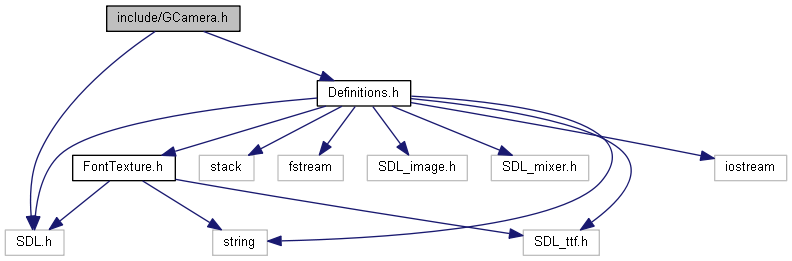 include/GCamera.h
Definitions.h
FontTexture.h
stack
fstream
SDL_image.h
SDL_mixer.h
iostream
SDL.h
string
SDL_ttf.h